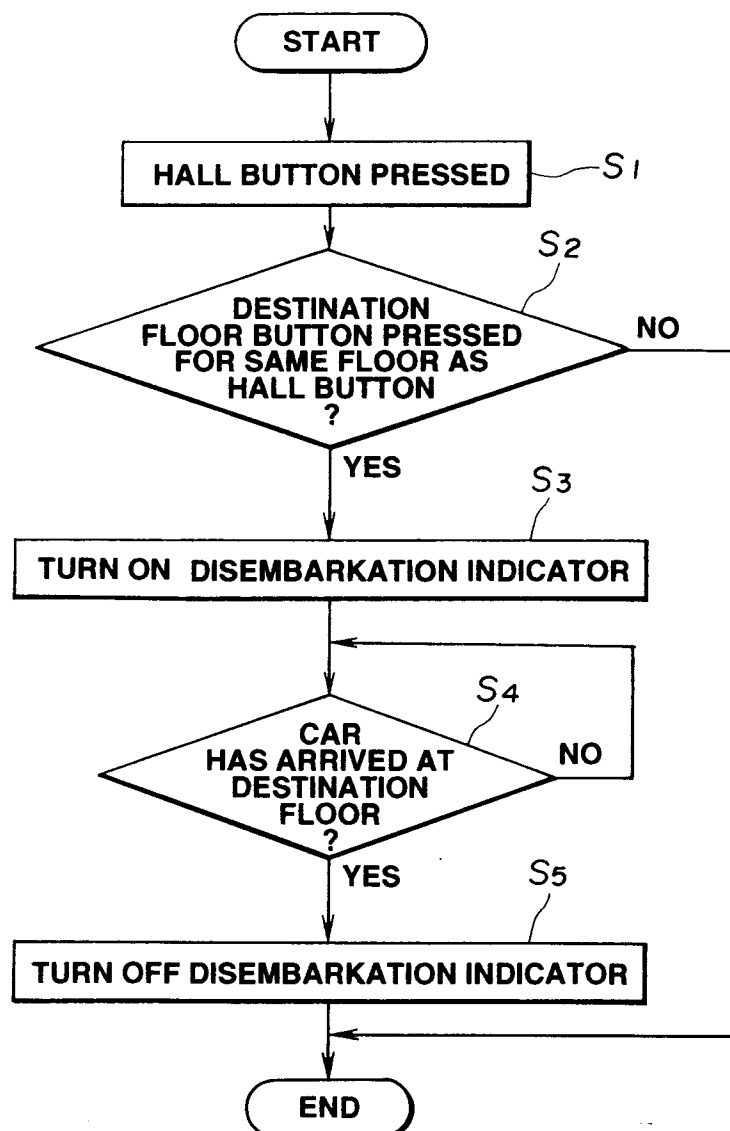 START
HALL BUTTON PRESSED
S1
S2
DESTINATION
FLOOR BUTTON PRESSED
FOR SAME FLOOR AS
HALL BUTTON
?
NO
YES
S3
TURN ON DISEMBARKATION INDICATOR
S4
CAR
HAS ARRIVED AT
DESTINATION
FLOOR
?
NO
YES
S5
TURN OFF DISEMBARKATION INDICATOR
END